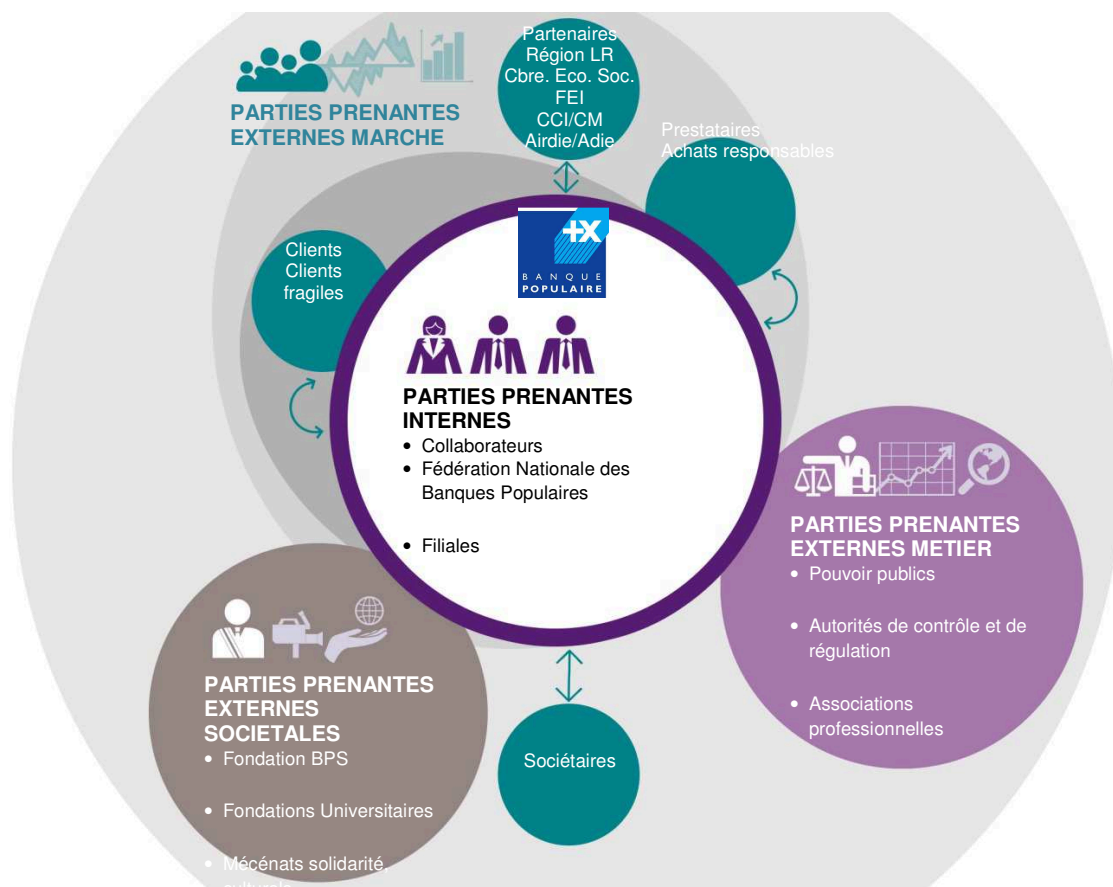 PARTIES PRENANTES
EXTERNES MARCHE
Partenaires
Région LR
Cbre. Eco. Soc.
FEI
CCI/CM
Airdie/Adie
Prestataires
Achats responsables
Clients
Clients
fragiles
+X
BANQUE
POPULAIRE
PARTIES PRENANTES
INTERNES
• Collaborateurs
• Fédération Nationale des
Banques Populaires
• Filiales
PARTIES PRENANTES
EXTERNES METIER
• Pouvoir publics
• Autorités de contrôle et de
régulation
• Associations
professionnelles
PARTIES PRENANTES
EXTERNES
SOCIETALES
• Fondation BPS
• Fondations Universitaires
• Mécénats solidarité,
Sociétaires